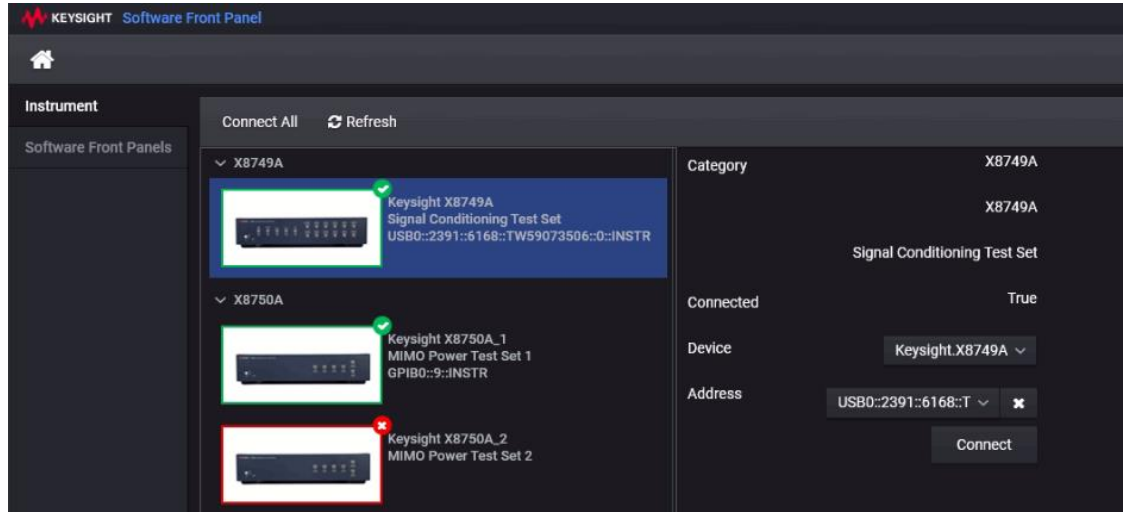 KEYSIGHT Software Front Panel
Instrument
Software Front Panels
Connect All Refresh
X8749A
Keysight X8749A
Signal Conditioning Test Set
USB0::2391::6168::TW59073506::0::INSTR
X8750A
Keysight X8750A_1
MIMO Power Test Set 1
GPIB0::9::INSTR
Keysight X8750A_2
MIMO Power Test Set 2
Category X8749A
X8749A
Signal Conditioning Test Set
Connected True
Device Keysight.X8749A
Address USB0::2391::6168::T
Connect